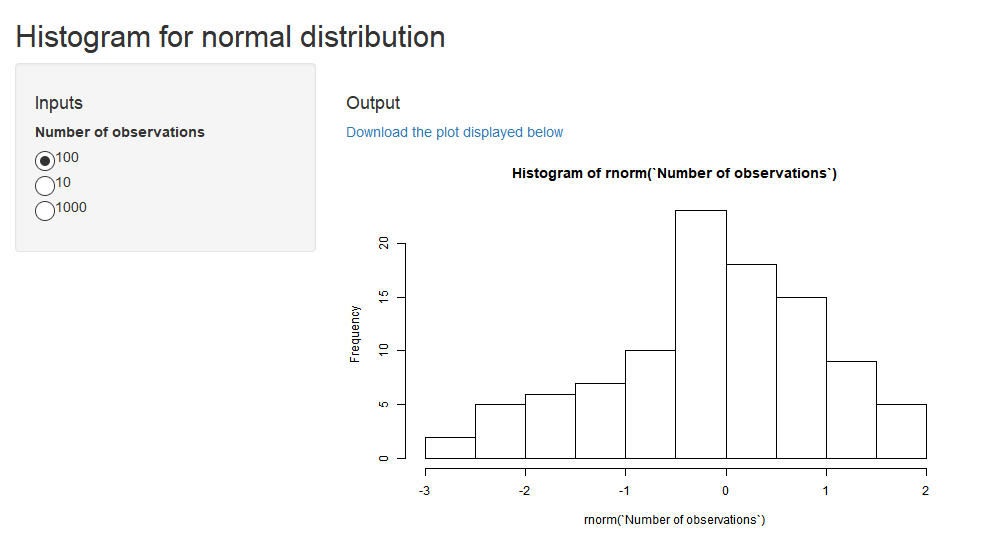 Histogram for normal distribution
Inputs
Number of observations
100
10
1000
Output
Download the plot displayed below
Histogram of rnorm(`Number of observations`)
Frequency
20
15
10
5
0
-3 -2 -1 0 1 2
rnorm(`Number of observations`)